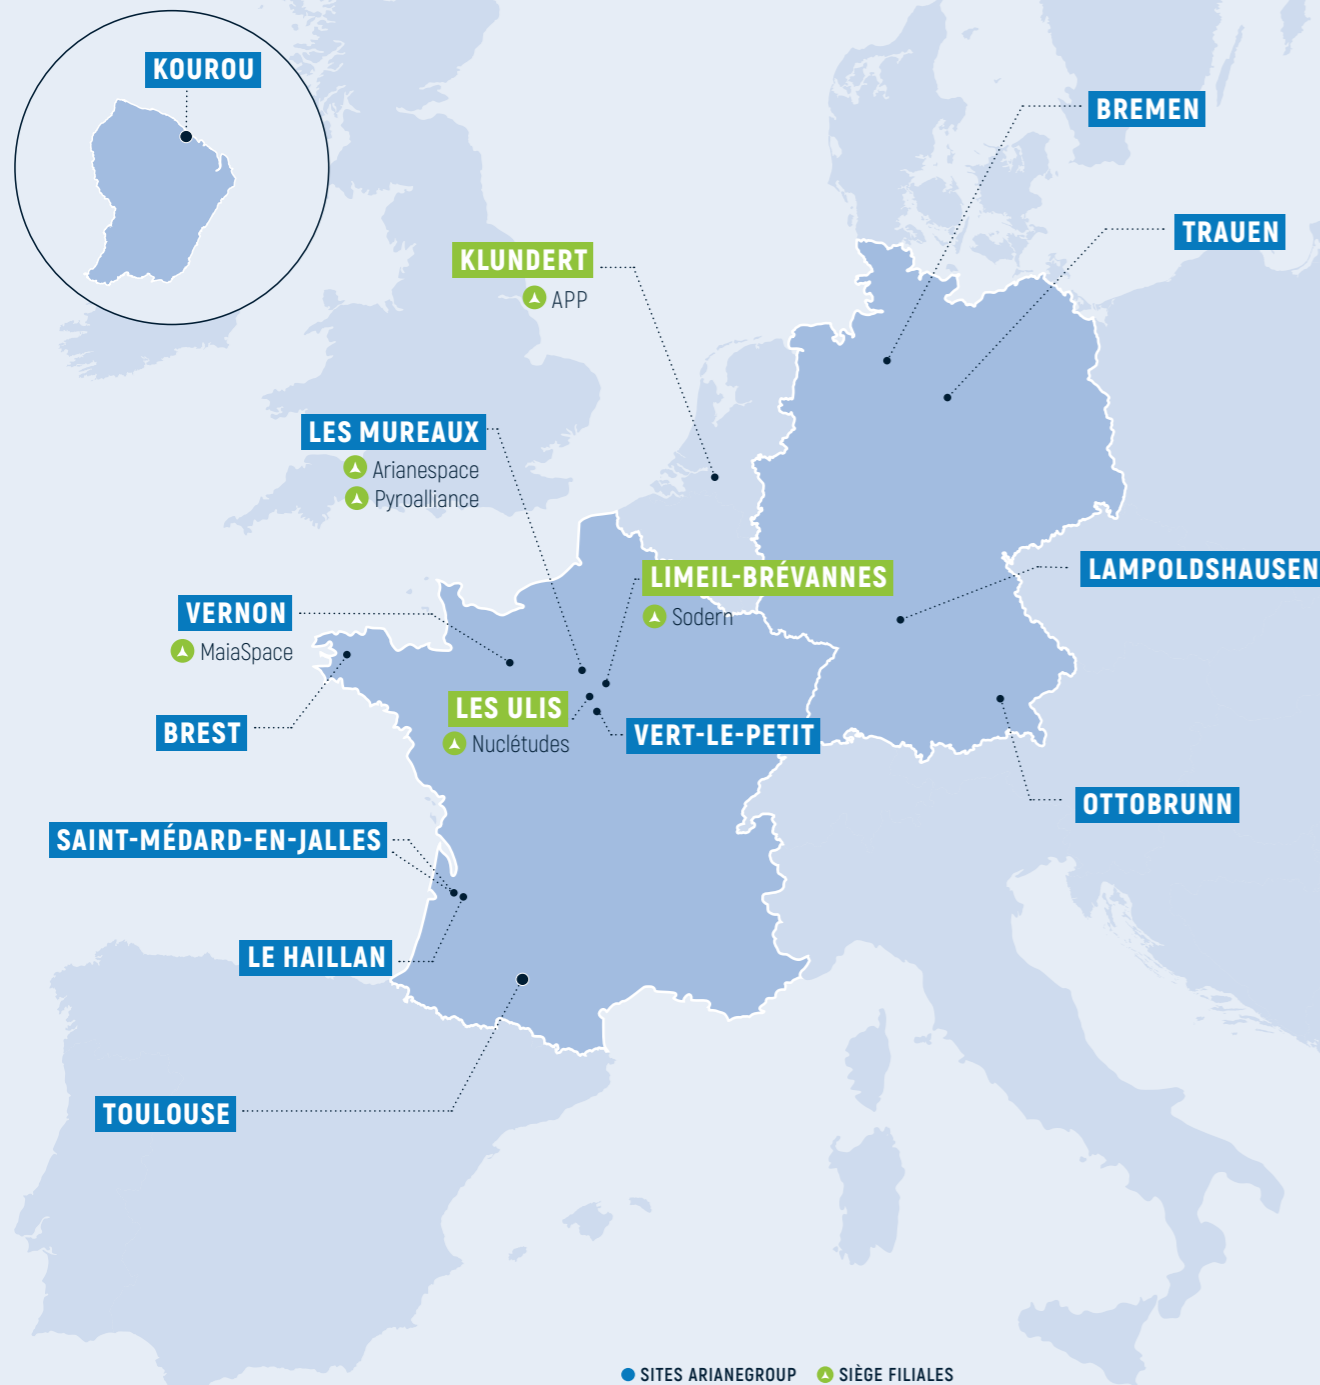 KOUROU
BREMEN
TRAUEN
KLUNDERT
APP
LES MUREAUX
Arianespace
Pyroalliance
LIMEIL-BRÉVANNES
Sodern
LAMPOLDSHAUSEN
VERNON
MaiaSpace
LES ULIS
Nuclétudes
BREST
VERT-LE-PETIT
OTTOBRUNN
SAINT-MÉDARD-EN-JALLES
LE HAILLAN
TOULOUSE
SITES ARIANEGROUP SIÈGE FILIALES